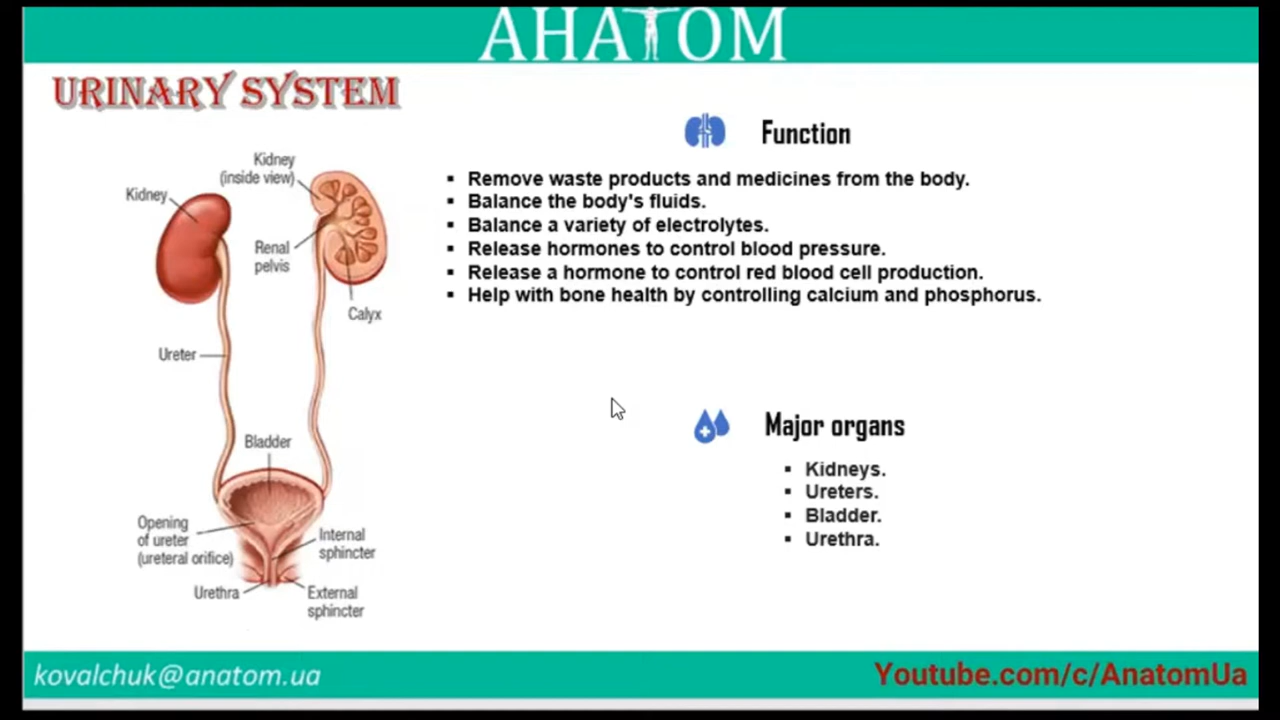 АНАТОМ
URINARY SYSTEM
Kidney
(inside view)
Kidney
Renal
pelvis
Calyx
Ureter
Bladder
Opening
of ureter
(ureteral orifice)
Internal
sphincter
Urethra
External
sphincter
Function
▪ Remove waste products and medicines from the body.
▪ Balance the body's fluids.
▪ Balance a variety of electrolytes.
▪ Release hormones to control blood pressure.
▪ Release a hormone to control red blood cell production.
▪ Help with bone health by controlling calcium and phosphorus.
Major organs
▪ Kidneys.
▪ Ureters.
▪ Bladder.
▪ Urethra.
kovalchuk@anatom.ua
Youtube.com/c/AnatomUa